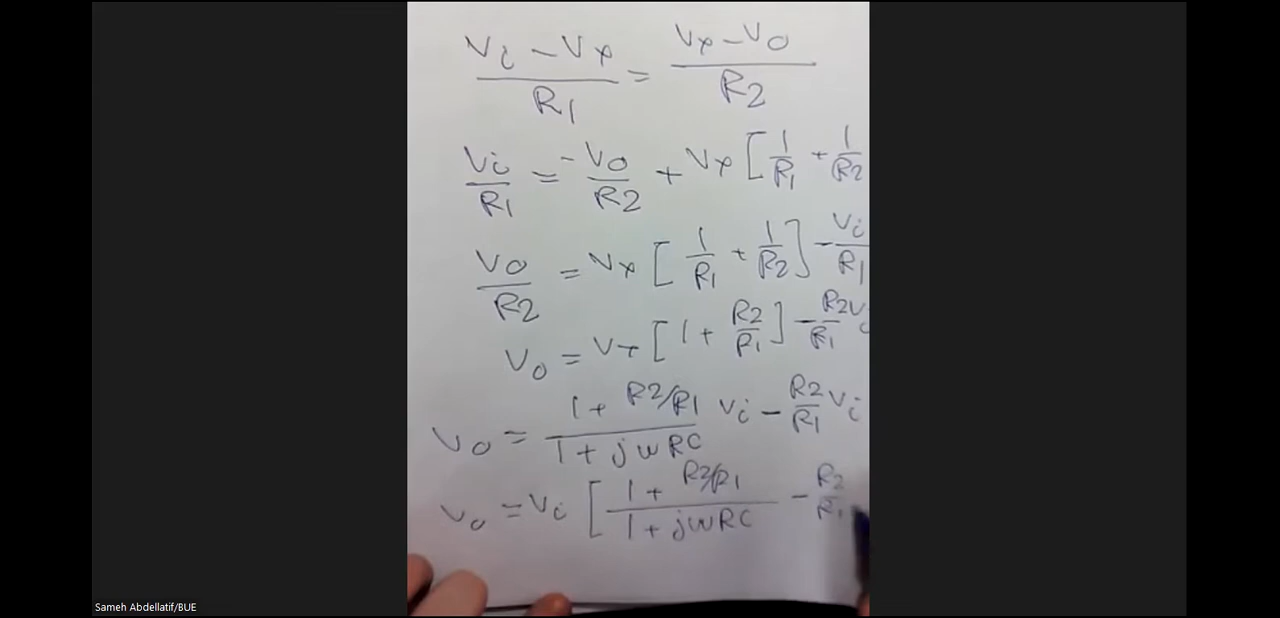 (Vi - Vx)/R1 = (Vx - Vo)/R2
Vi/R1 = -Vo/R2 + Vx [1/R1 + 1/R2
Vo/R2 = Vx [1/R1 + 1/R2] - Vi/R1
Vo = Vx [1 + R2/R1] - R2Vi/R1
Vo = (1 + R2/R1)/(1 + jωRC) Vi - R2/R1 Vi
Vo = Vi [(1 + R2/R1)/(1 + jωRC) - R2/R1
Sameh Abdellatif/BUE